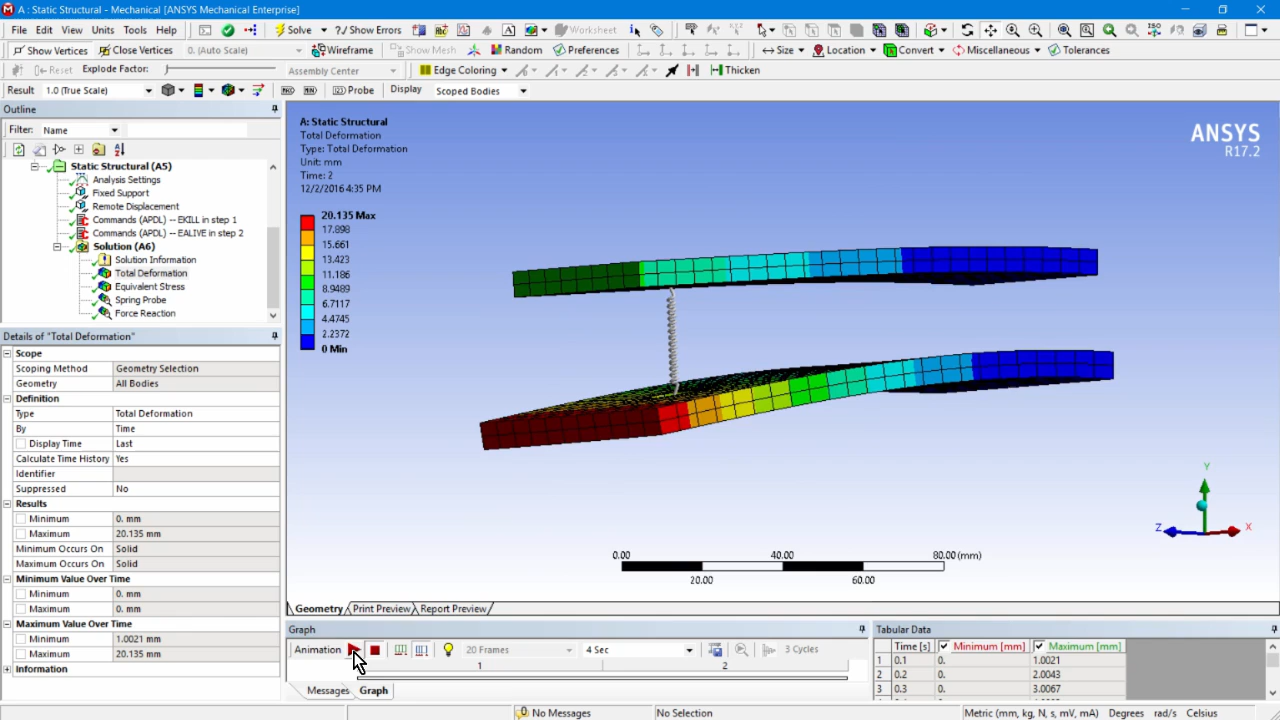 A : Static Structural - Mechanical [ANSYS Mechanical Enterprise]
File Edit View Units Tools Help Solve ?/ Show Errors Worksheet
Show Vertices Close Vertices 0. (Auto Scale) Wireframe Show Mesh Random Preferences Size Location Convert Miscellaneous Tolerances
Reset Explode Factor: Assembly Center Edge Coloring Thicken
Result 1.0 (True Scale) Probe Display Scoped Bodies
Outline
Filter: Name
Static Structural (A5)
Analysis Settings
Fixed Support
Remote Displacement
Commands (APDL) -- EKILL in step 1
Commands (APDL) -- EALIVE in step 2
Solution (A6)
Solution Information
Total Deformation
Equivalent Stress
Spring Probe
Force Reaction
Details of "Total Deformation"
Scope
Scoping Method Geometry Selection
Geometry All Bodies
Definition
Type Total Deformation
By Time
Display Time Last
Calculate Time History Yes
Identifier
Suppressed No
Results
Minimum 0. mm
Maximum 20.135 mm
Minimum Occurs On Solid
Maximum Occurs On Solid
Minimum Value Over Time
Minimum 0. mm
Maximum 0. mm
Maximum Value Over Time
Minimum 1.0021 mm
Maximum 20.135 mm
Information
A: Static Structural
Total Deformation
Type: Total Deformation
Unit: mm
Time: 2
12/2/2016 4:35 PM
20.135 Max
17.898
15.661
13.423
11.186
8.9489
6.7117
4.4745
2.2372
0 Min
ANSYS
R17.2
Y
Z X
0.00 40.00 80.00 (mm)
20.00 60.00
Geometry Print Preview Report Preview
Graph
Animation 20 Frames 4 Sec 3 Cycles
1 2
Messages Graph
Tabular Data
Time [s] Minimum [mm] Maximum [mm]
1 0.1 0. 1.0021
2 0.2 0. 2.0043
3 0.3 0. 3.0067
No Messages No Selection Metric (mm, kg, N, s, mV, mA) Degrees rad/s Celsius